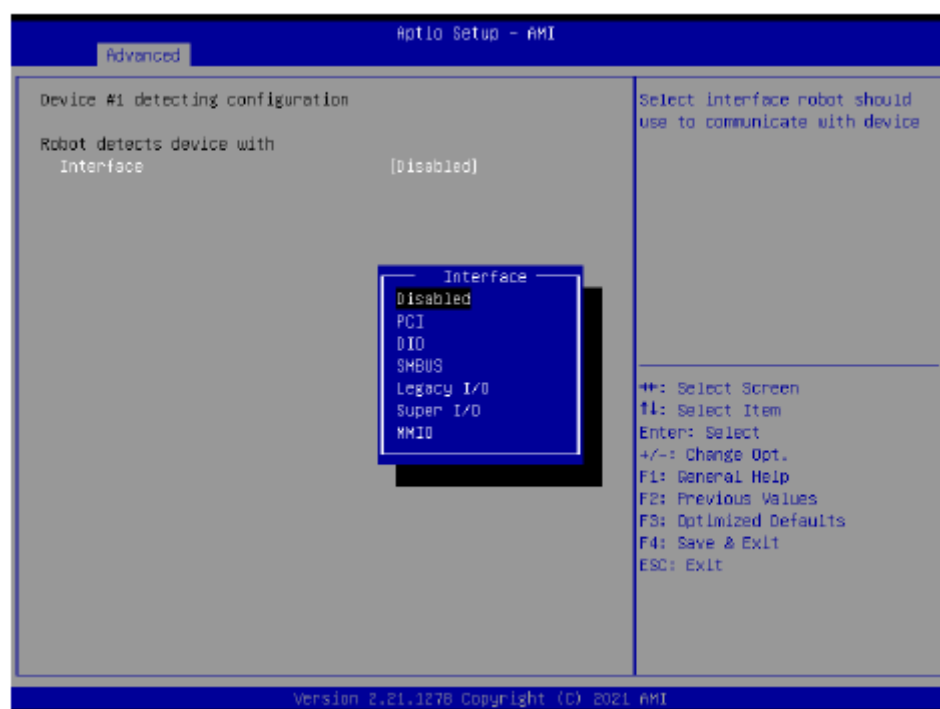 Aptio Setup - AMI
Advanced
Device #1 detecting configuration
Robot detects device with
Interface [Disabled]
Select interface robot should
use to communicate with device
Interface
Disabled
PCI
DIO
SMBUS
Legacy I/O
Super I/O
MMIO
→←: Select Screen
↑↓: Select Item
Enter: Select
+/-: Change Opt.
F1: General Help
F2: Previous Values
F3: Optimized Defaults
F4: Save & Exit
ESC: Exit
Version 2.21.1278 Copyright (C) 2021 AMI